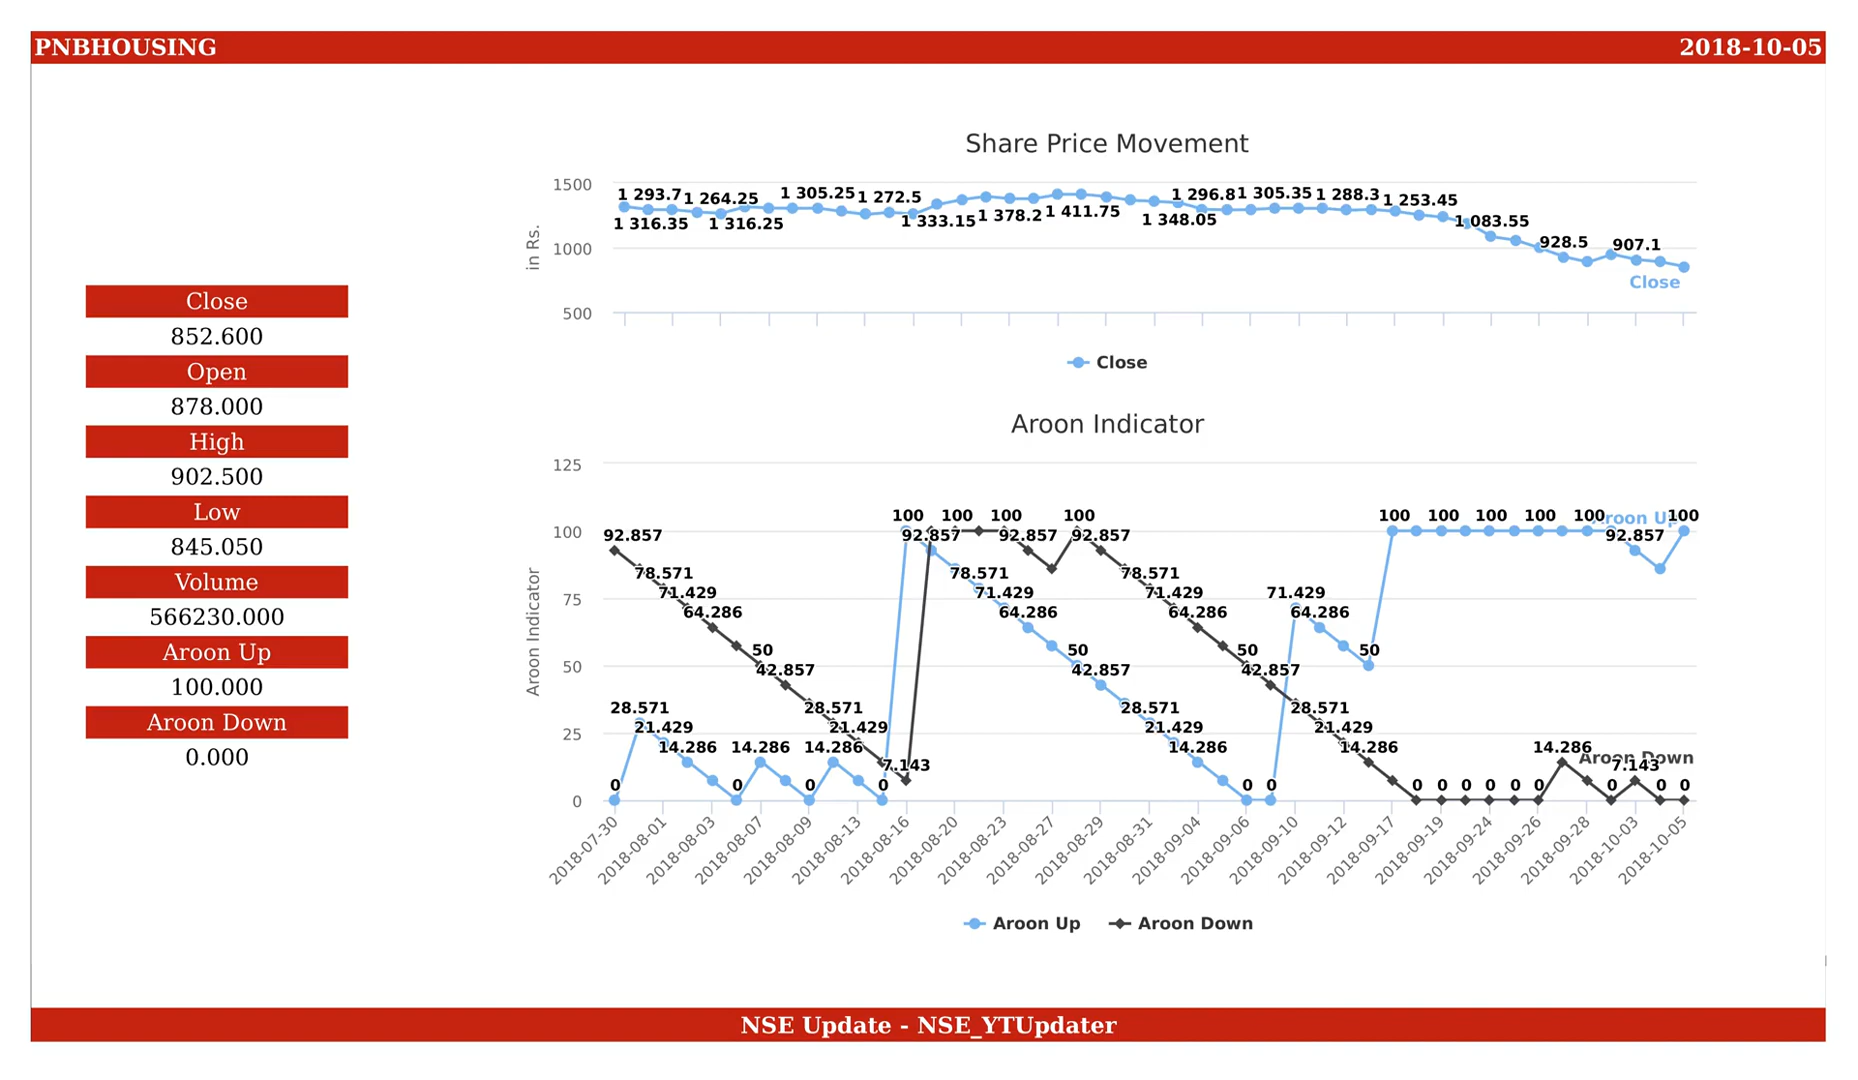 PNBHOUSING 2018-10-05
Close
852.600
Open
878.000
High
902.500
Low
845.050
Volume
566230.000
Aroon Up
100.000
Aroon Down
0.000
Share Price Movement
in Rs.
1500
1000
500
1 293.7 1 264.25 1 305.25 1 272.5 1 296.8 1 305.35 1 288.3 1 253.45
1 316.35 1 316.25 1 333.15 1 378.2 1 411.75 1 348.05 1 083.55
928.5 907.1
Close
Close
Aroon Indicator
Aroon Indicator
125
100
75
50
25
0
100 100 100 100 100 100 100 100 100 Aroon Up 100
92.857 92.857 92.857 92.857 92.857
78.571 78.571 78.571
71.429 71.429 71.429 71.429
64.286 64.286 64.286 64.286
50 50 50 50
42.857 42.857 42.857
28.571 28.571 28.571 28.571
21.429 21.429 21.429 21.429
14.286 14.286 14.286 14.286 14.286 14.286
7.143 Aroon Down 7.143
0 0 0 0 0 0 0 0 0 0 0 0 0 0 0
2018-07-30 2018-08-01 2018-08-03 2018-08-07 2018-08-09 2018-08-13 2018-08-16 2018-08-20 2018-08-23 2018-08-27 2018-08-29 2018-08-31 2018-09-04 2018-09-06 2018-09-10 2018-09-12 2018-09-17 2018-09-19 2018-09-24 2018-09-26 2018-09-28 2018-10-03 2018-10-05
Aroon Up Aroon Down
NSE Update - NSE_YTUpdater